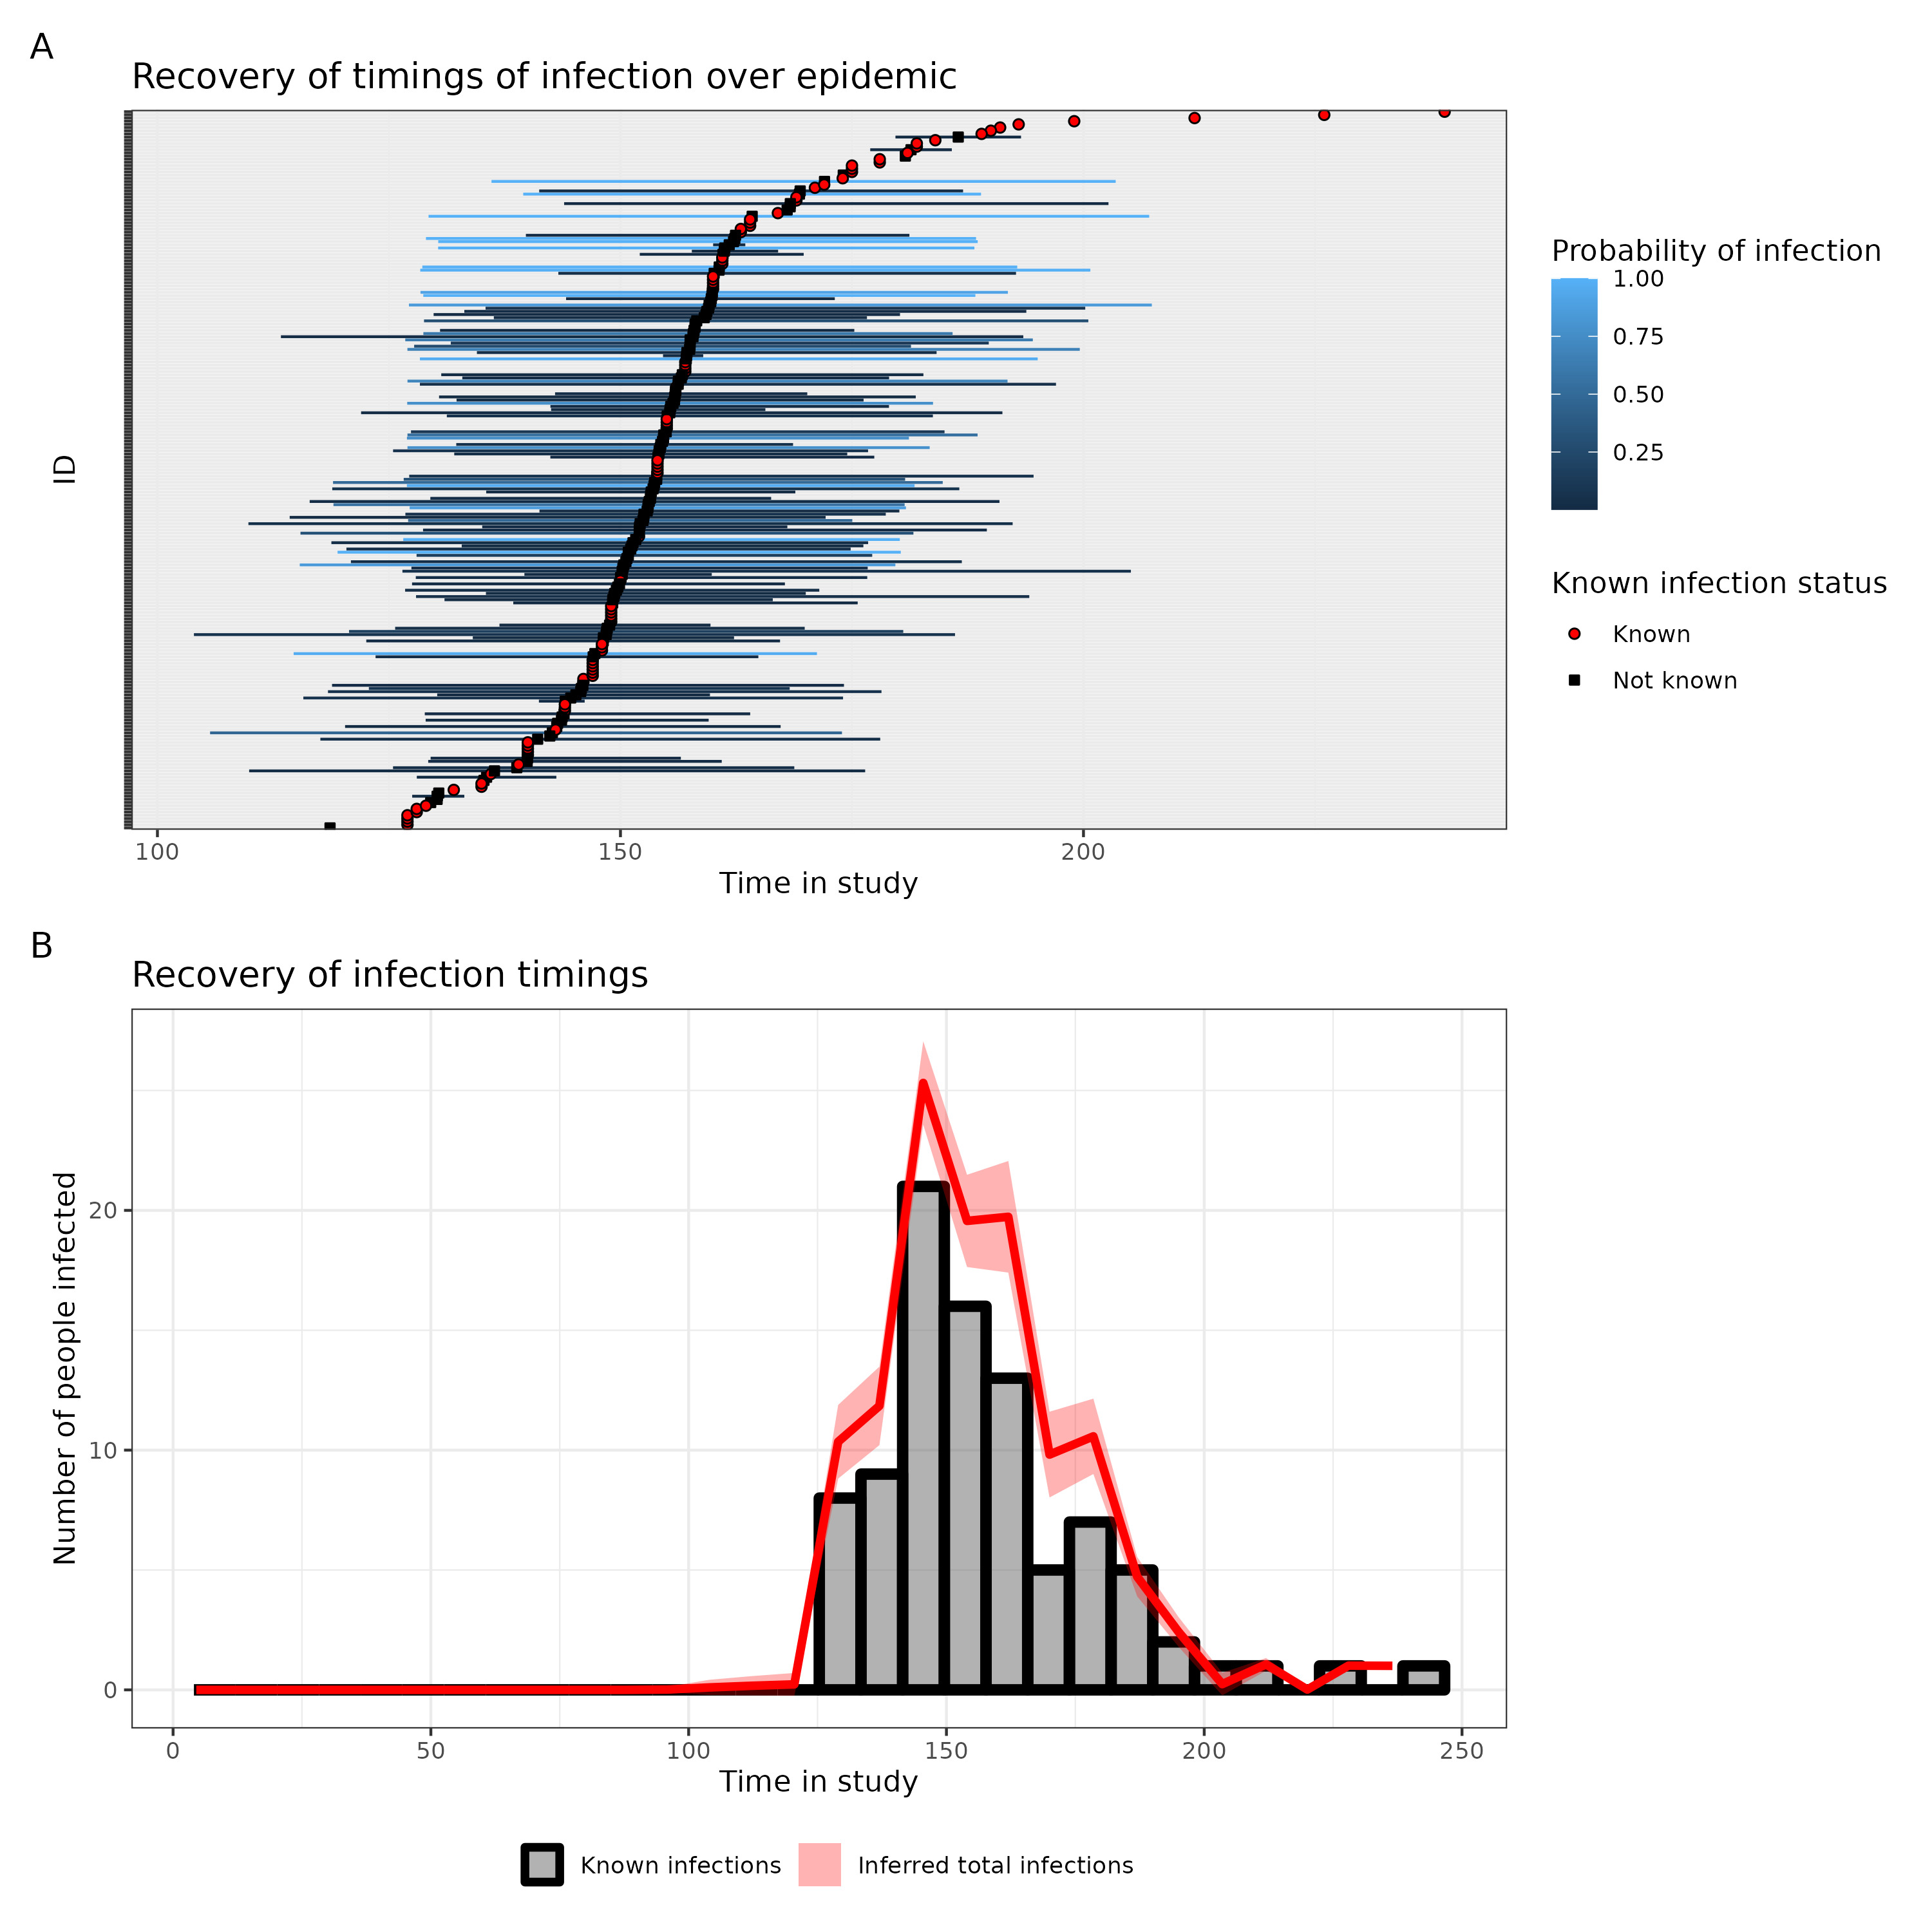 A
Recovery of timings of infection over epidemic
ID
100 150 200
Time in study
Probability of infection
1.00
0.75
0.50
0.25
Known infection status
Known
Not known
B
Recovery of infection timings
Number of people infected
20
10
0
0 50 100 150 200 250
Time in study
Known infections Inferred total infections